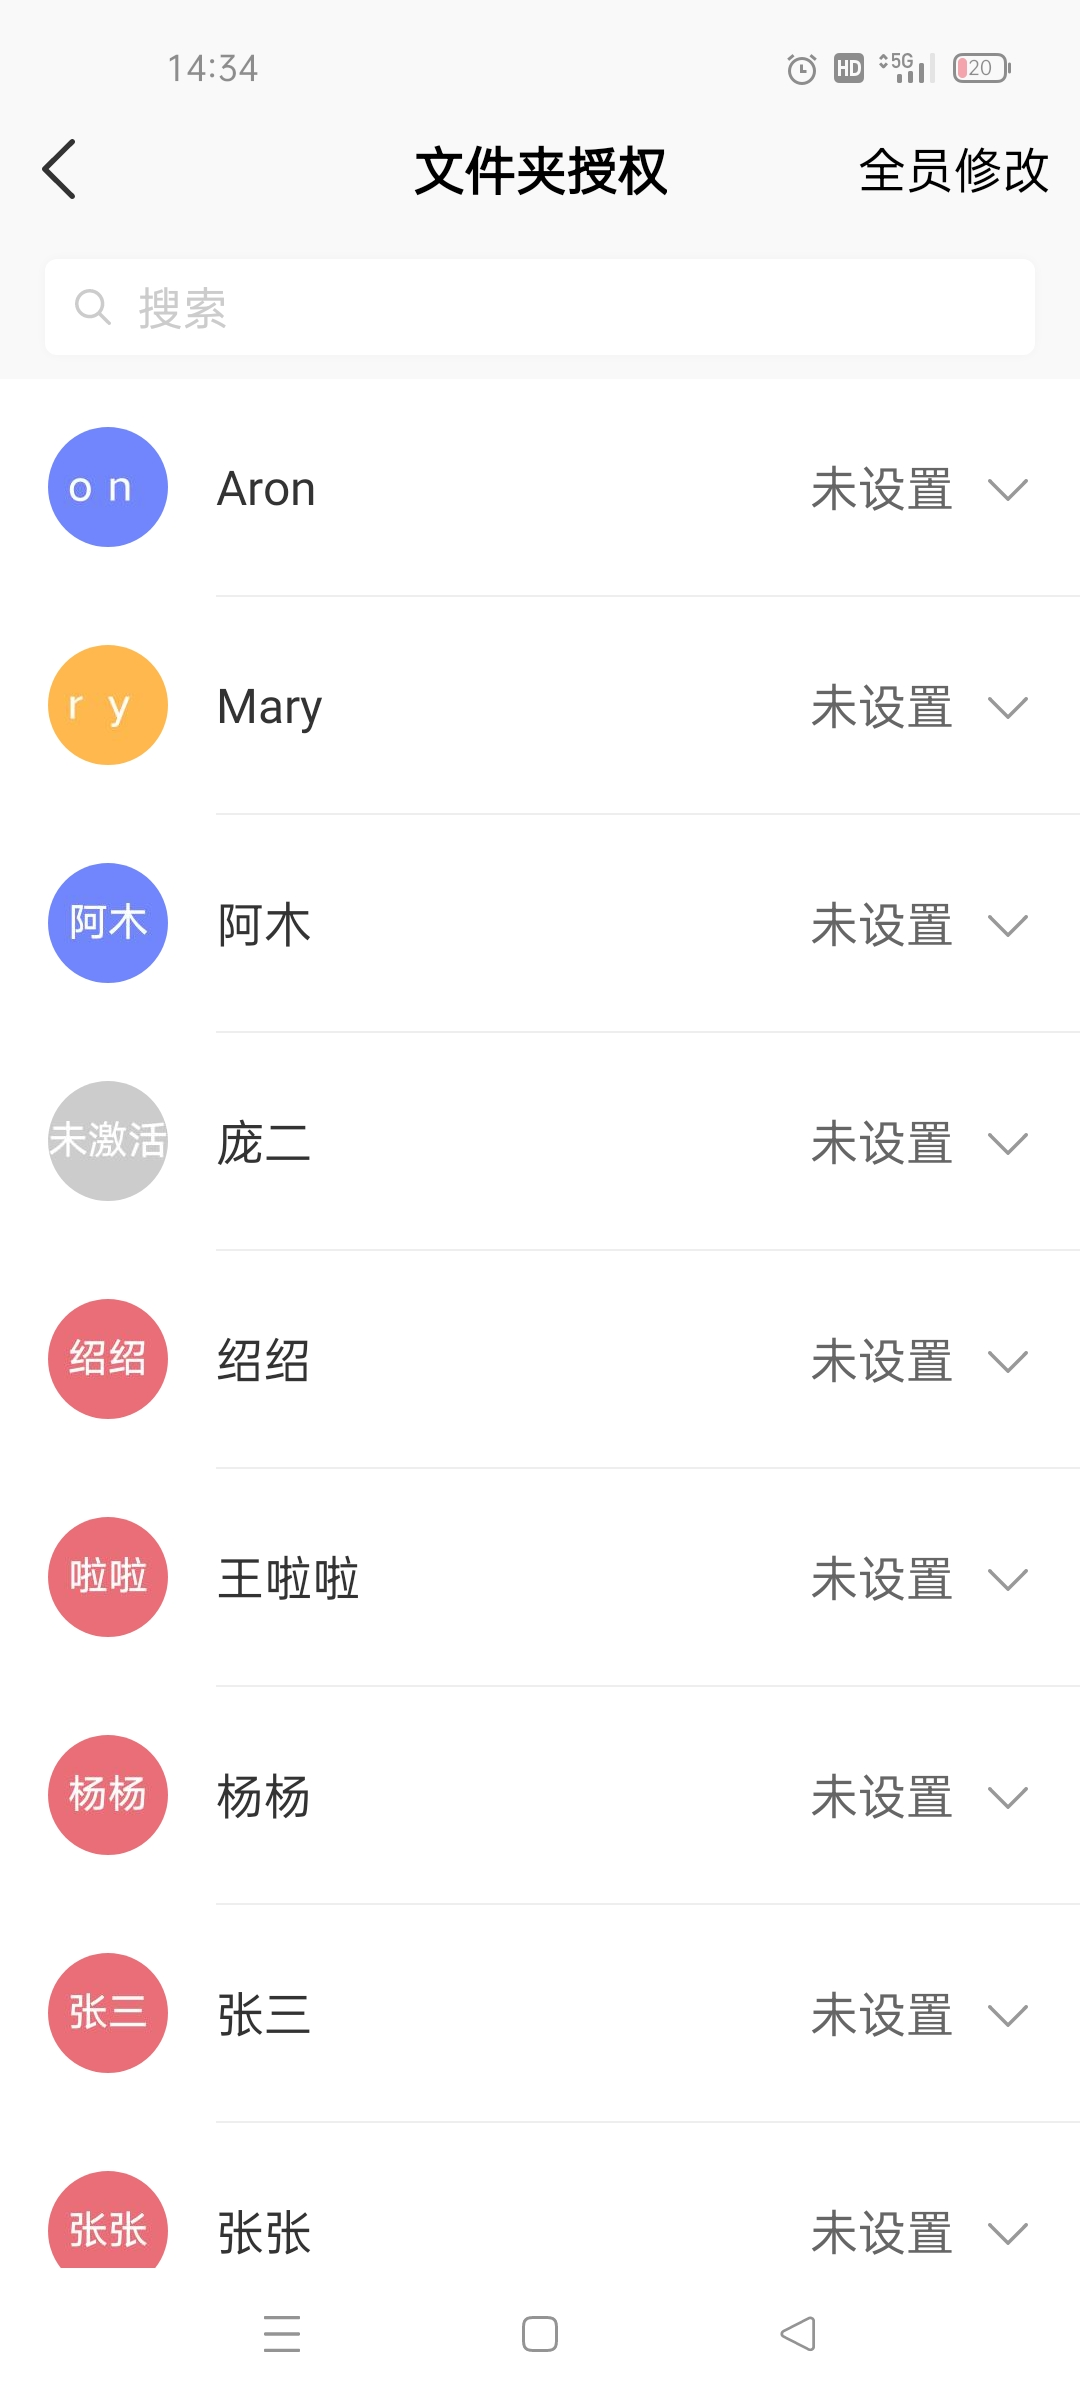 14:34
HD 5G 20
文件夹授权 全员修改
搜索
on Aron 未设置
ry Mary 未设置
阿木 阿木 未设置
未激活 庞二 未设置
绍绍 绍绍 未设置
啦啦 王啦啦 未设置
杨杨 杨杨 未设置
张三 张三 未设置
张张 张张 未设置